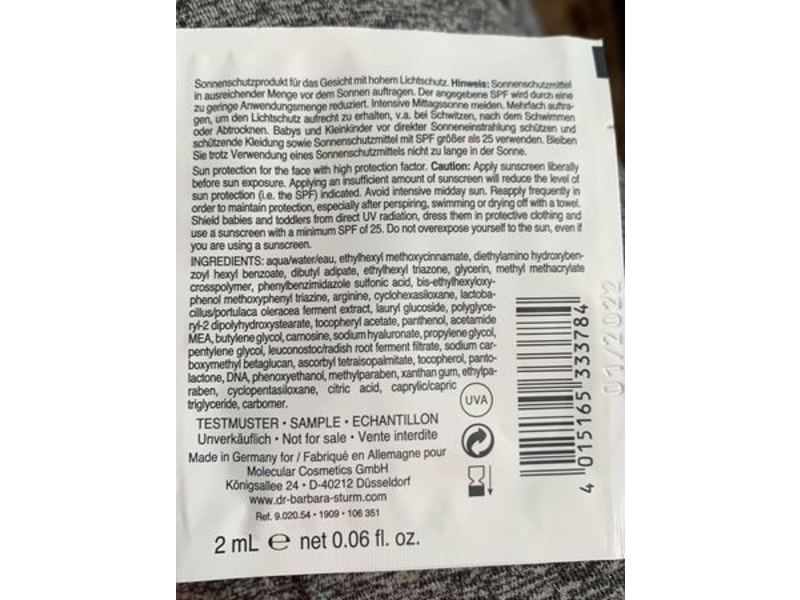 Sonnenschutzprodukt für das Gesicht mit hohem Lichtschutz. Hinweis: Sonnenschutzmittel
in ausreichender Menge vor dem Sonnen auftragen. Der angegebene SPF wird durch eine
zu geringe Anwendungsmenge reduziert. Intensive Mittagssonne meiden. Mehrfach auftra-
gen, um den Lichtschutz aufrecht zu erhalten, v.a. bei Schwitzen, nach dem Schwimmen
oder Abtrocknen. Babys und Kleinkinder vor direkter Sonneneinstrahlung schützen und
schützende Kleidung sowie Sonnenschutzmittel mit SPF größer als 25 verwenden. Bleiben
Sie trotz Verwendung eines Sonnenschutzmittels nicht zu lange in der Sonne.
Sun protection for the face with high protection factor. Caution: Apply sunscreen liberally
before sun exposure. Applying an insufficient amount of sunscreen will reduce the level of
sun protection (i.e. the SPF) indicated. Avoid intensive midday sun. Reapply frequently in
order to maintain protection, especially after perspiring, swimming or drying off with a towel.
Shield babies and toddlers from direct UV radiation, dress them in protective clothing and
use a sunscreen with a minimum SPF of 25. Do not overexpose yourself to the sun, even if
you are using a sunscreen.
INGREDIENTS: aqua/water/eau, ethylhexyl methoxycinnamate, diethylamino hydroxyben-
zoyl hexyl benzoate, dibutyl adipate, ethylhexyl triazone, glycerin, methyl methacrylate
crosspolymer, phenylbenzimidazole sulfonic acid, bis-ethylhexyloxy-
phenol methoxyphenyl triazine, arginine, cyclohexasiloxane, lactoba-
cillus/portulaca oleracea ferment extract, lauryl glucoside, polyglyce-
ryl-2 dipolyhydroxystearate, tocopheryl acetate, panthenol, acetamide
MEA, butylene glycol, carnosine, sodium hyaluronate, propylene glycol,
pentylene glycol, leuconostoc/radish root ferment filtrate, sodium car-
boxymethyl betaglucan, ascorbyl tetraisopalmitate, tocopherol, panto-
lactone, DNA, phenoxyethanol, methylparaben, xanthan gum, ethylpa-
raben, cyclopentasiloxane, citric acid, caprylic/capric
triglyceride, carbomer.
UVA
TESTMUSTER • SAMPLE • ECHANTILLON
Unverkäuflich • Not for sale • Vente interdite
Made in Germany for / Fabriqué en Allemagne pour
Molecular Cosmetics GmbH
Königsallee 24 • D-40212 Düsseldorf
www.dr-barbara-sturm.com
Ref. 9.020.54 • 1909 • 106 351
2 mL ℮ net 0.06 fl. oz.
4 015165 333784
01/2022